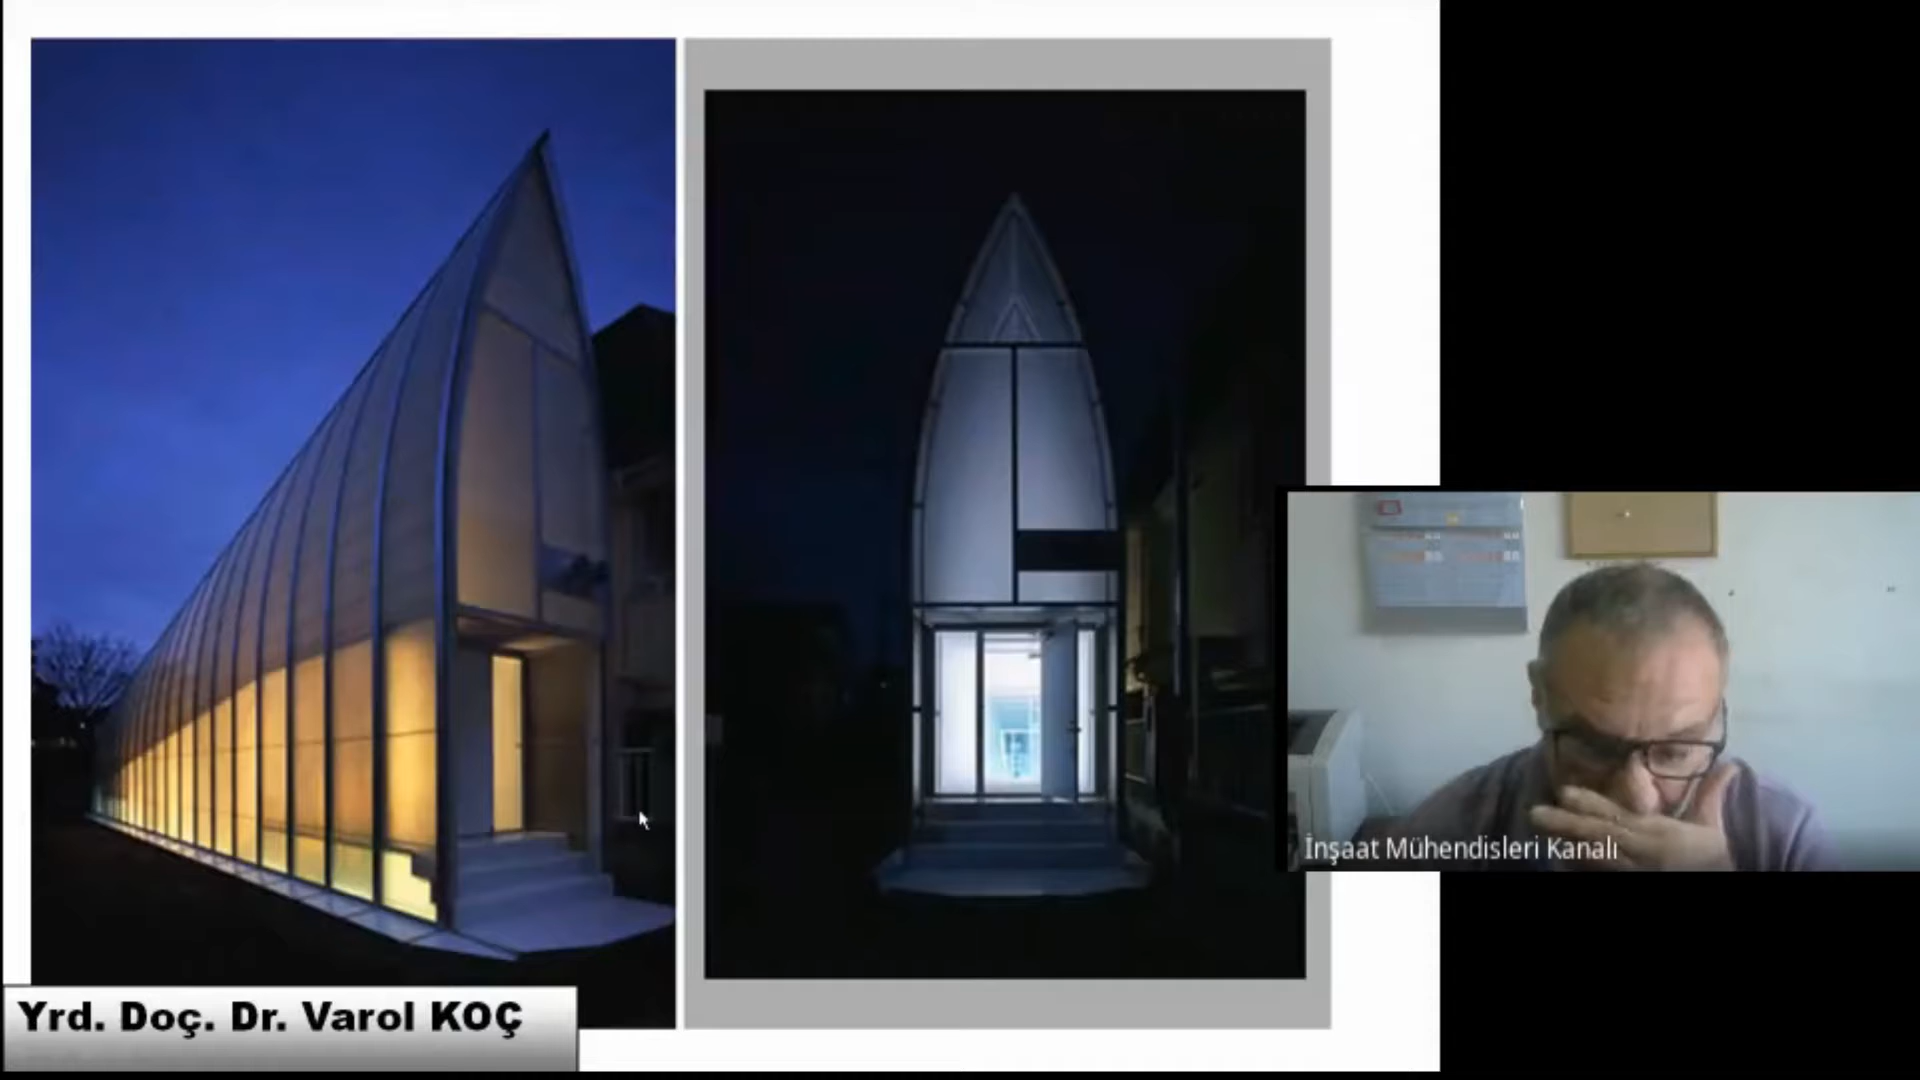 İnşaat Mühendisleri Kanalı
Yrd. Doç. Dr. Varol KOÇ